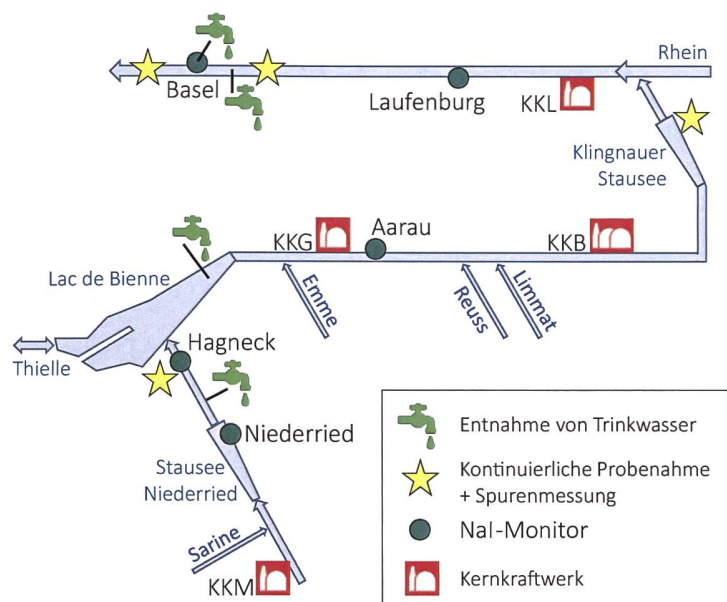 Rhein
Basel
Laufenburg
KKL
Klingnauer
Stausee
KKG
Aarau
KKB
Lac de Bienne
Emme
Reuss
Limmat
Thielle
Hagneck
Niederried
Stausee
Niederried
Sarine
KKM
Entnahme von Trinkwasser
Kontinuierliche Probenahme
+ Spurenmessung
NaI-Monitor
Kernkraftwerk